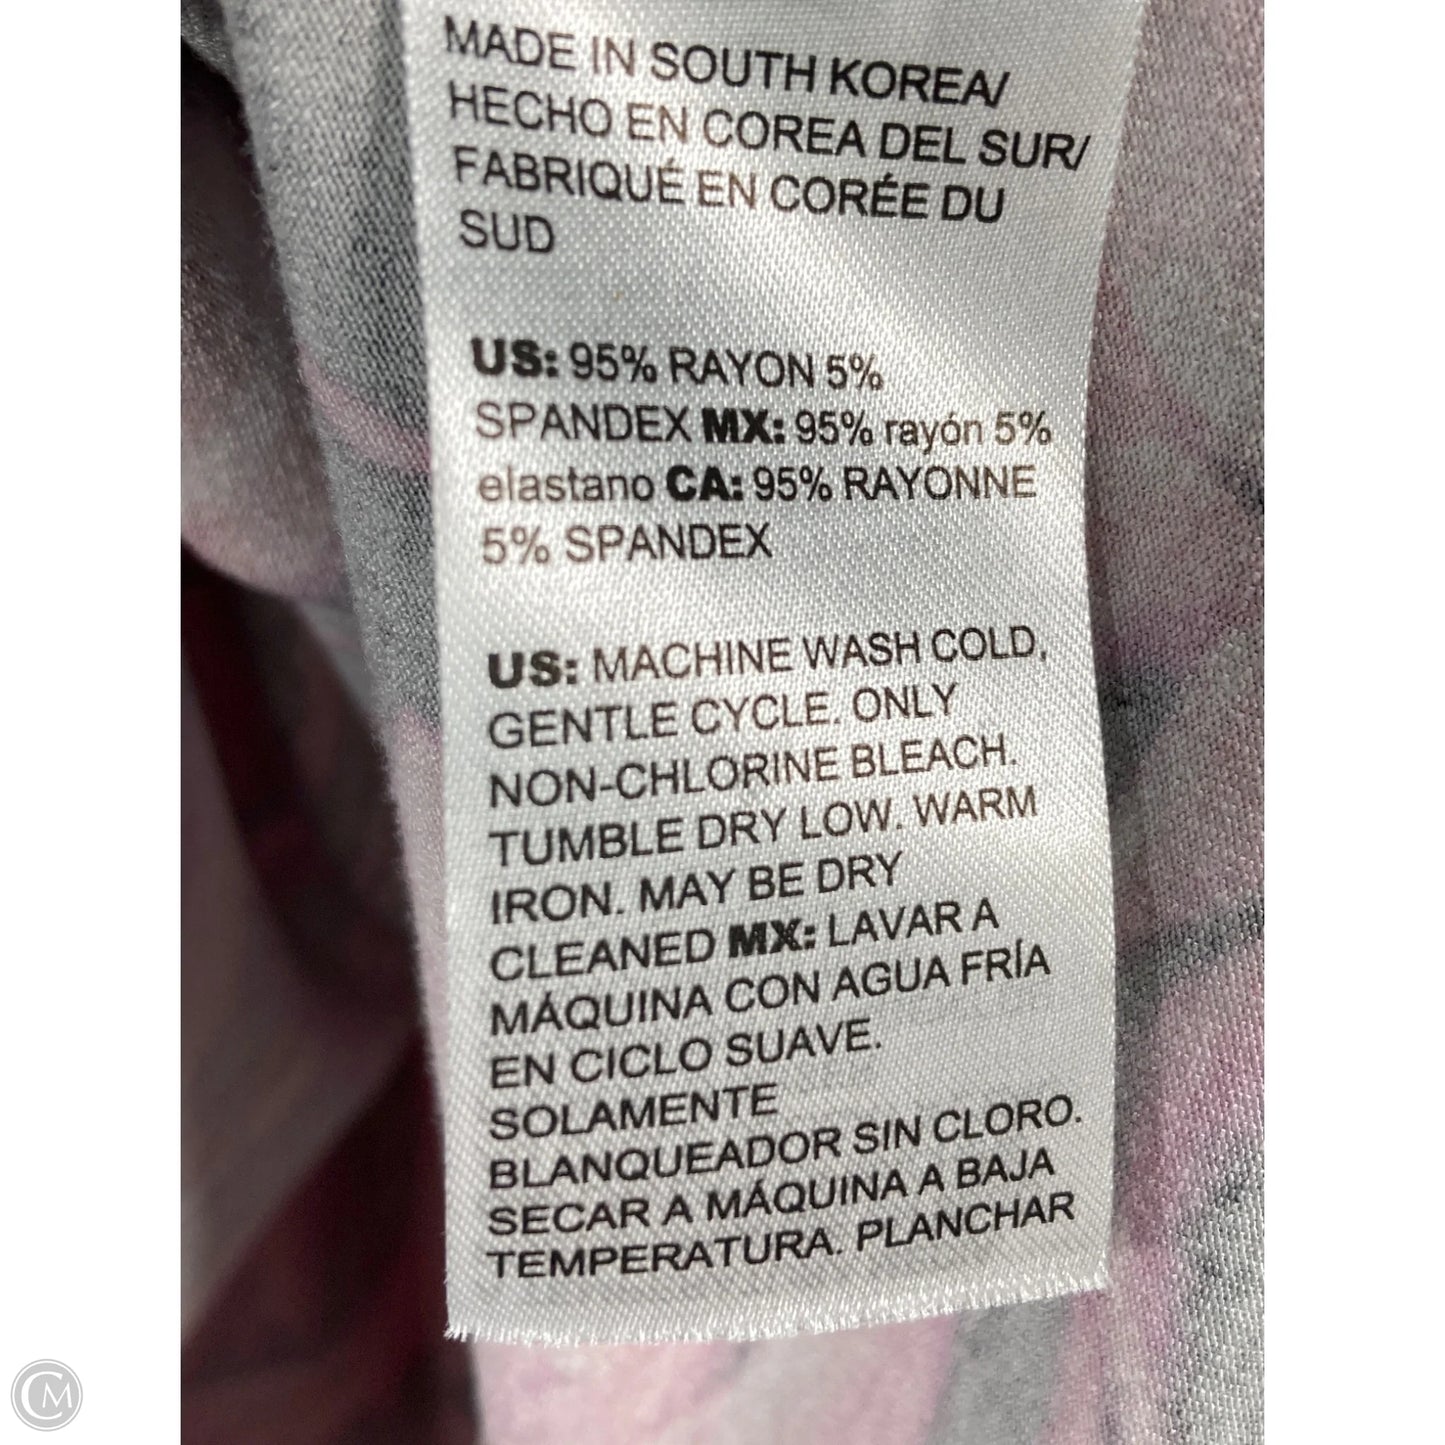 MADE IN SOUTH KOREA/
HECHO EN COREA DEL SUR/
FABRIQUÉ EN CORÉE DU
SUD
US: 95% RAYON 5%
SPANDEX MX: 95% rayón 5%
elastano CA: 95% RAYONNE
5% SPANDEX
US: MACHINE WASH COLD,
GENTLE CYCLE. ONLY
NON-CHLORINE BLEACH.
TUMBLE DRY LOW. WARM
IRON. MAY BE DRY
CLEANED MX: LAVAR A
MÁQUINA CON AGUA FRÍA
EN CICLO SUAVE.
SOLAMENTE
BLANQUEADOR SIN CLORO.
SECAR A MÁQUINA A BAJA
TEMPERATURA. PLANCHAR
CM